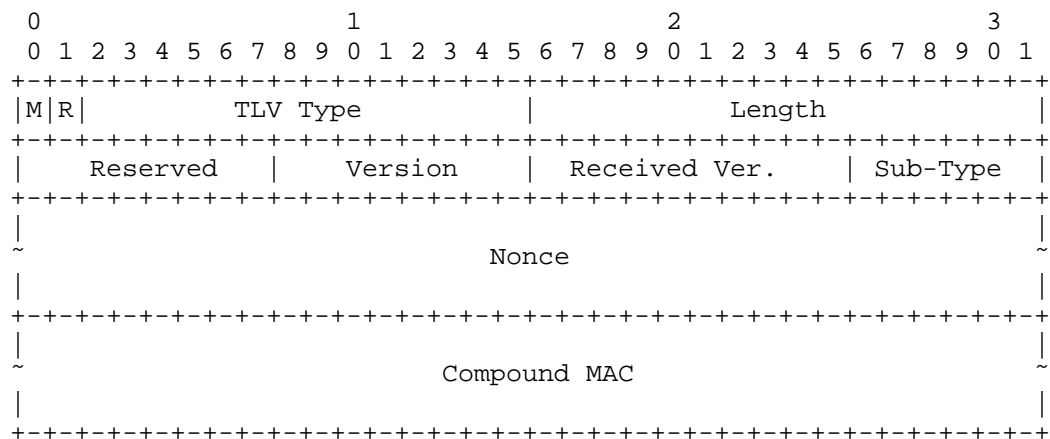 0                   1                   2                   3
 0 1 2 3 4 5 6 7 8 9 0 1 2 3 4 5 6 7 8 9 0 1 2 3 4 5 6 7 8 9 0 1
+-+-+-+-+-+-+-+-+-+-+-+-+-+-+-+-+-+-+-+-+-+-+-+-+-+-+-+-+-+-+-+-+
|M|R|         TLV Type          |            Length             |
+-+-+-+-+-+-+-+-+-+-+-+-+-+-+-+-+-+-+-+-+-+-+-+-+-+-+-+-+-+-+-+-+
|    Reserved   |    Version    |  Received Ver.    | Sub-Type  |
+-+-+-+-+-+-+-+-+-+-+-+-+-+-+-+-+-+-+-+-+-+-+-+-+-+-+-+-+-+-+-+-+
|                                                               |
~                             Nonce                             ~
|                                                               |
+-+-+-+-+-+-+-+-+-+-+-+-+-+-+-+-+-+-+-+-+-+-+-+-+-+-+-+-+-+-+-+-+
|                                                               |
~                          Compound MAC                         ~
|                                                               |
+-+-+-+-+-+-+-+-+-+-+-+-+-+-+-+-+-+-+-+-+-+-+-+-+-+-+-+-+-+-+-+-+